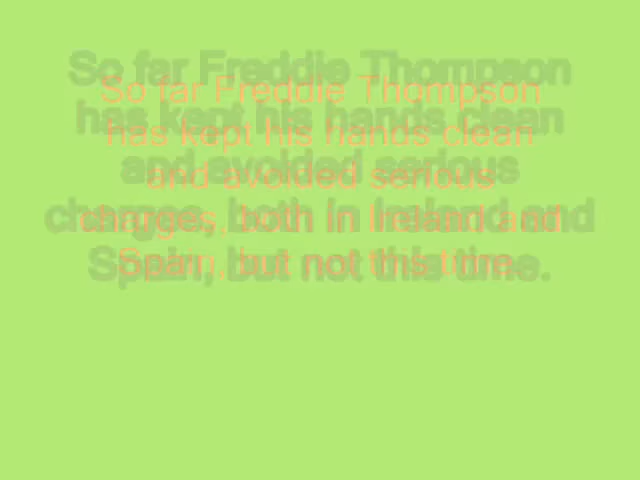 So far Freddie Thompson
has kept his hands clean
and avoided serious
charges, both in Ireland and
Spain, but not this time.